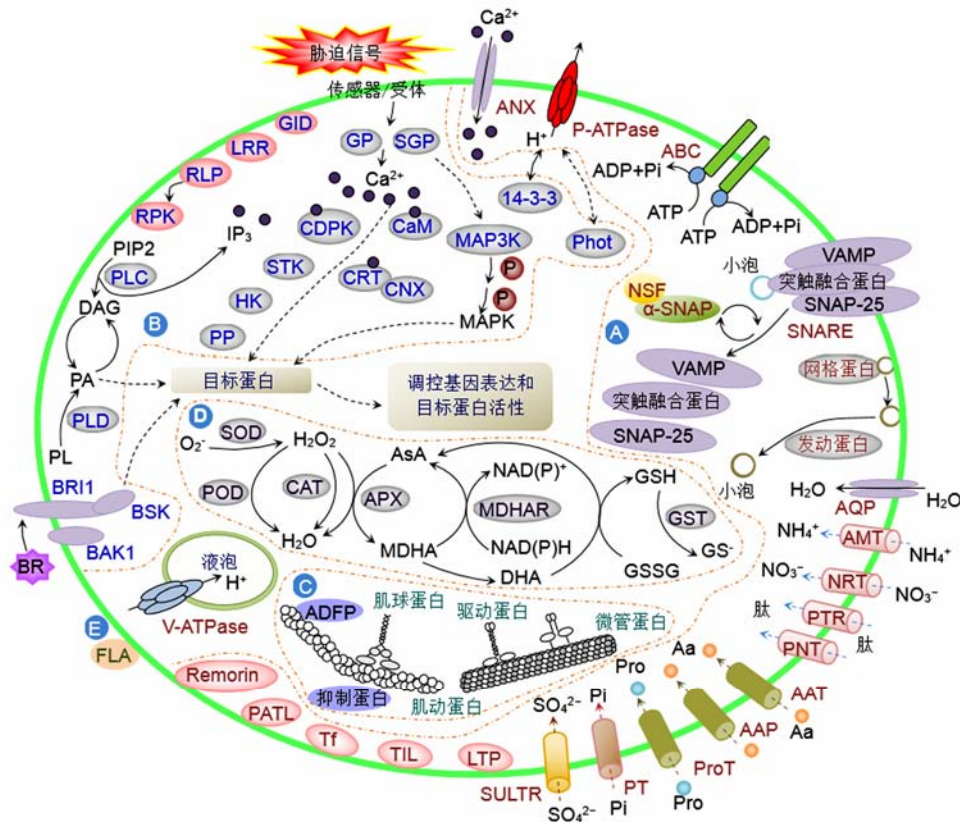 胁迫信号
传感器/受体
Ca²⁺
ANX
P-ATPase
H⁺
ABC
ADP+Pi
ATP
ATP
ADP+Pi
GID
LRR
RLP
RPK
GP
SGP
Ca²⁺
14-3-3
Phot
PIP2
IP₃
CDPK
CaM
MAP3K
PLC
STK
CRT
CNX
P
P
MAPK
DAG
HK
PP
B
A
PA
PLD
PL
目标蛋白
调控基因表达和
目标蛋白活性
小泡
VAMP
突触融合蛋白
SNAP-25
NSF
α-SNAP
SNARE
VAMP
突触融合蛋白
SNAP-25
网格蛋白
发动蛋白
小泡
D
O₂⁻
SOD
H₂O₂
AsA
NAD(P)⁺
GSH
POD
CAT
APX
MDHAR
GST
H₂O
MDHA
NAD(P)H
DHA
GSSG
GS⁻
BRI1
BSK
BAK1
BR
液泡
H⁺
V-ATPase
H₂O
H₂O
AQP
NH₄⁺
AMT
NH₄⁺
NO₃⁻
NRT
NO₃⁻
肽
PTR
PNT
肽
C
ADFP
肌球蛋白
驱动蛋白
微管蛋白
抑制蛋白
肌动蛋白
E
FLA
Remorin
PATL
Tf
TIL
LTP
SO₄²⁻
SULTR
SO₄²⁻
Pi
PT
Pi
Pro
ProT
Pro
Aa
AAP
AAT
Aa